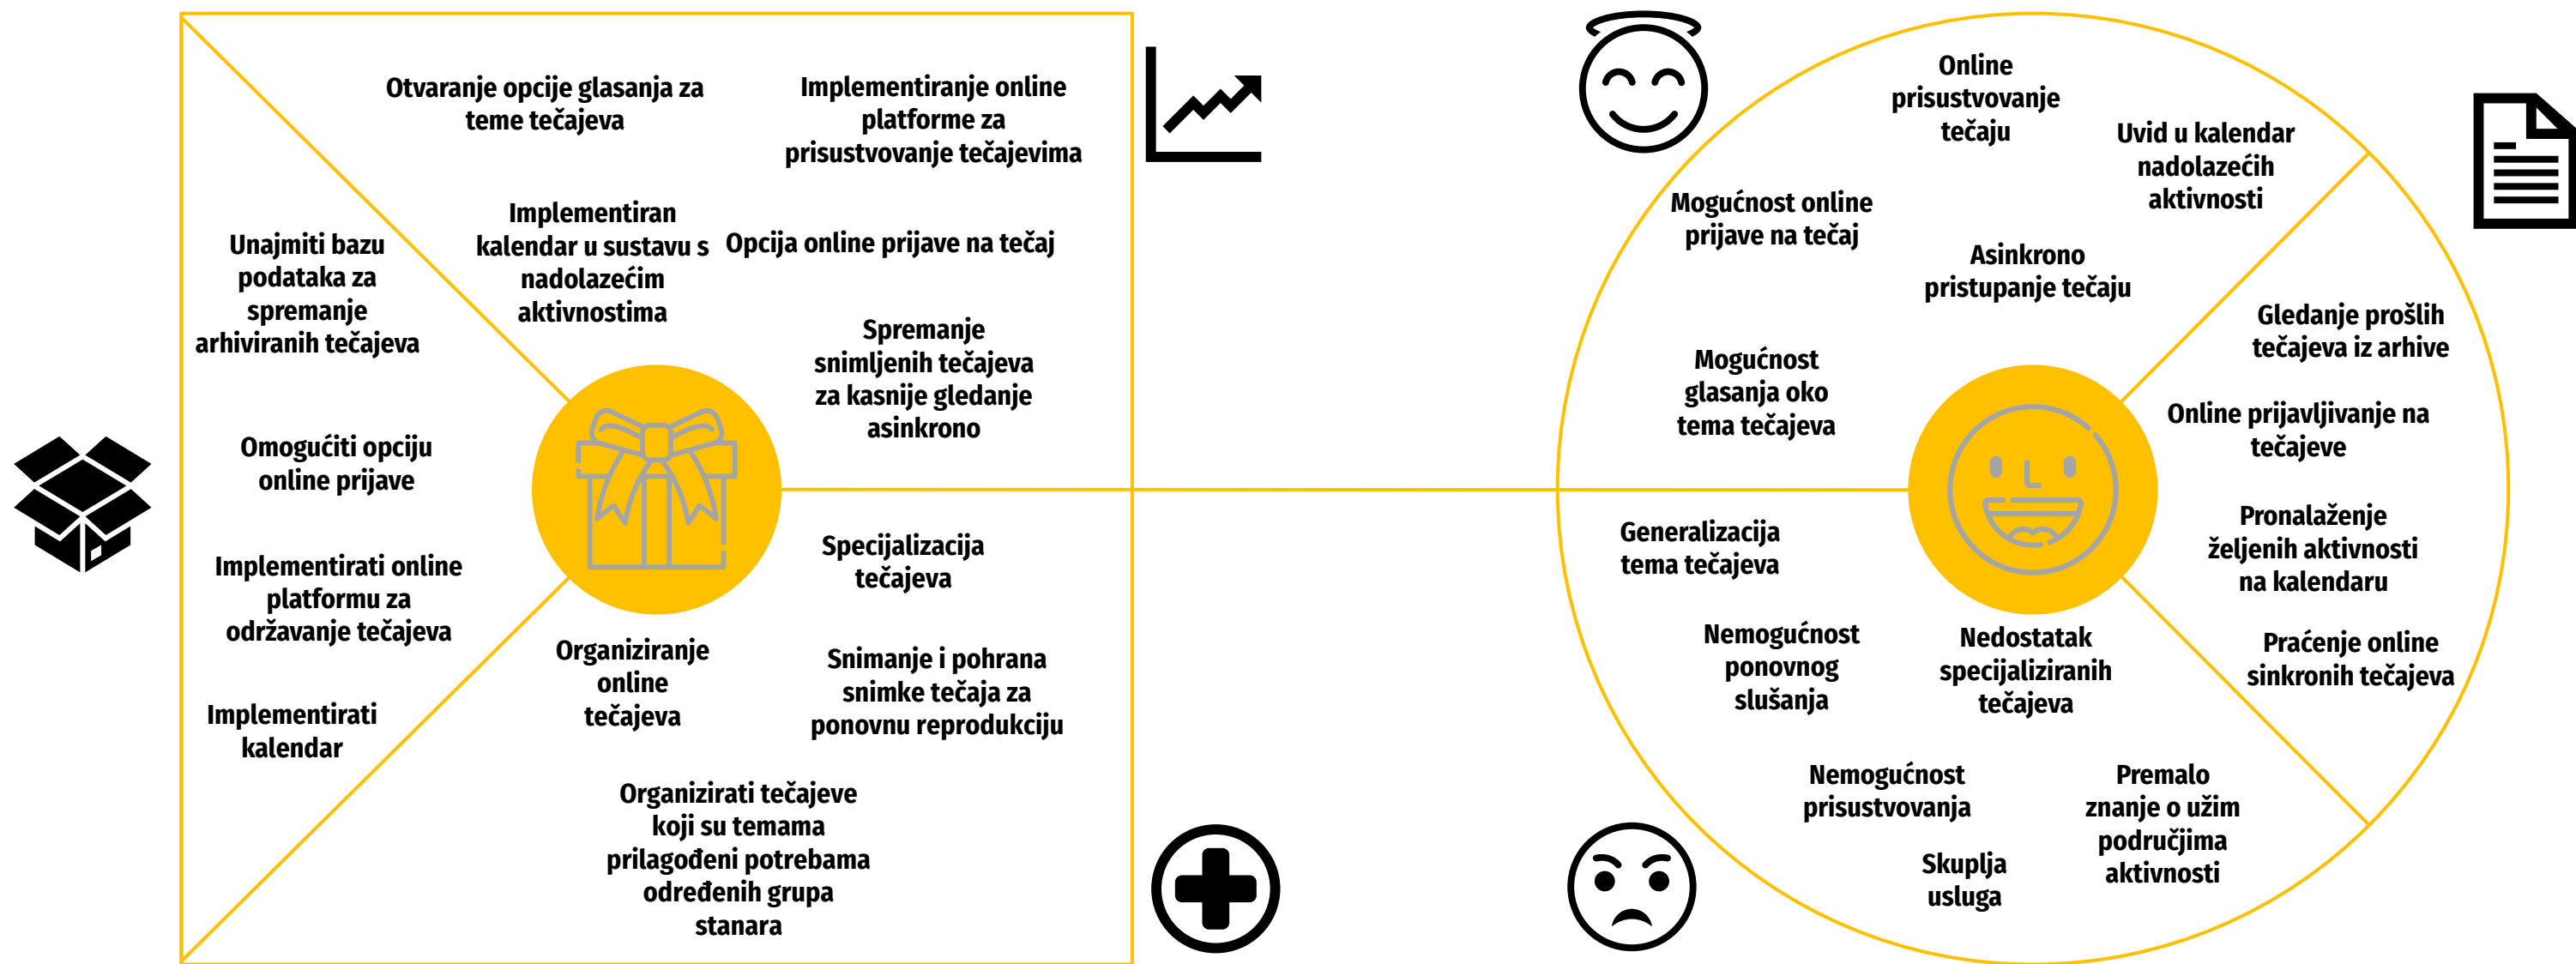 Otvaranje opcije glasanja za
teme tečajeva
Implementiranje online
platforme za
prisustvovanje tečajevima
Implementiran
kalendar u sustavu s
nadolazećim
aktivnostima
Opcija online prijave na tečaj
Spremanje
snimljenih tečajeva
za kasnije gledanje
asinkrono
Unajmiti bazu
podataka za
spremanje
arhiviranih tečajeva
Omogućiti opciju
online prijave
Implementirati online
platformu za
održavanje tečajeva
Implementirati
kalendar
Specijalizacija
tečajeva
Organiziranje
online
tečajeva
Snimanje i pohrana
snimke tečaja za
ponovnu reprodukciju
Organizirati tečajeve
koji su temama
prilagođeni potrebama
određenih grupa
stanara
Online
prisustvovanje
tečaju
Uvid u kalendar
nadolazećih
aktivnosti
Mogućnost online
prijave na tečaj
Asinkrono
pristupanje tečaju
Mogućnost
glasanja oko
tema tečajeva
Gledanje prošlih
tečajeva iz arhive
Online prijavljivanje na
tečajeve
Pronalaženje
željenih aktivnosti
na kalendaru
Praćenje online
sinkronih tečajeva
Generalizacija
tema tečajeva
Nemogućnost
ponovnog
slušanja
Nedostatak
specijaliziranih
tečajeva
Nemogućnost
prisustvovanja
Premalo
znanje o užim
područjima
aktivnosti
Skuplja
usluga